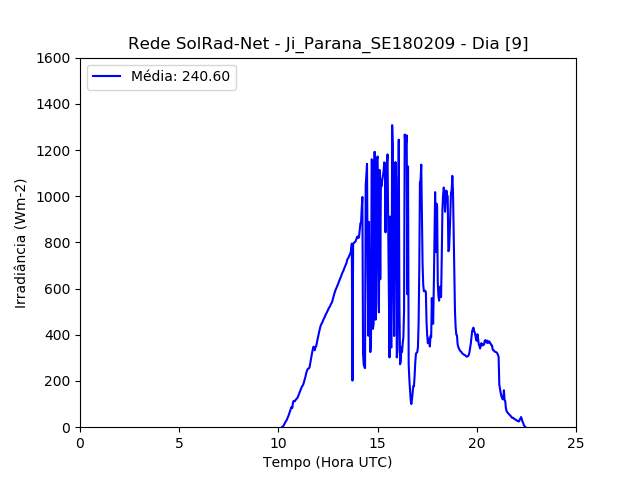 Rede SolRad-Net - Ji_Parana_SE180209 - Dia [9]
Média: 240.60
Irradiância (Wm-2)
1600
1400
1200
1000
800
600
400
200
0
0 5 10 15 20 25
Tempo (Hora UTC)